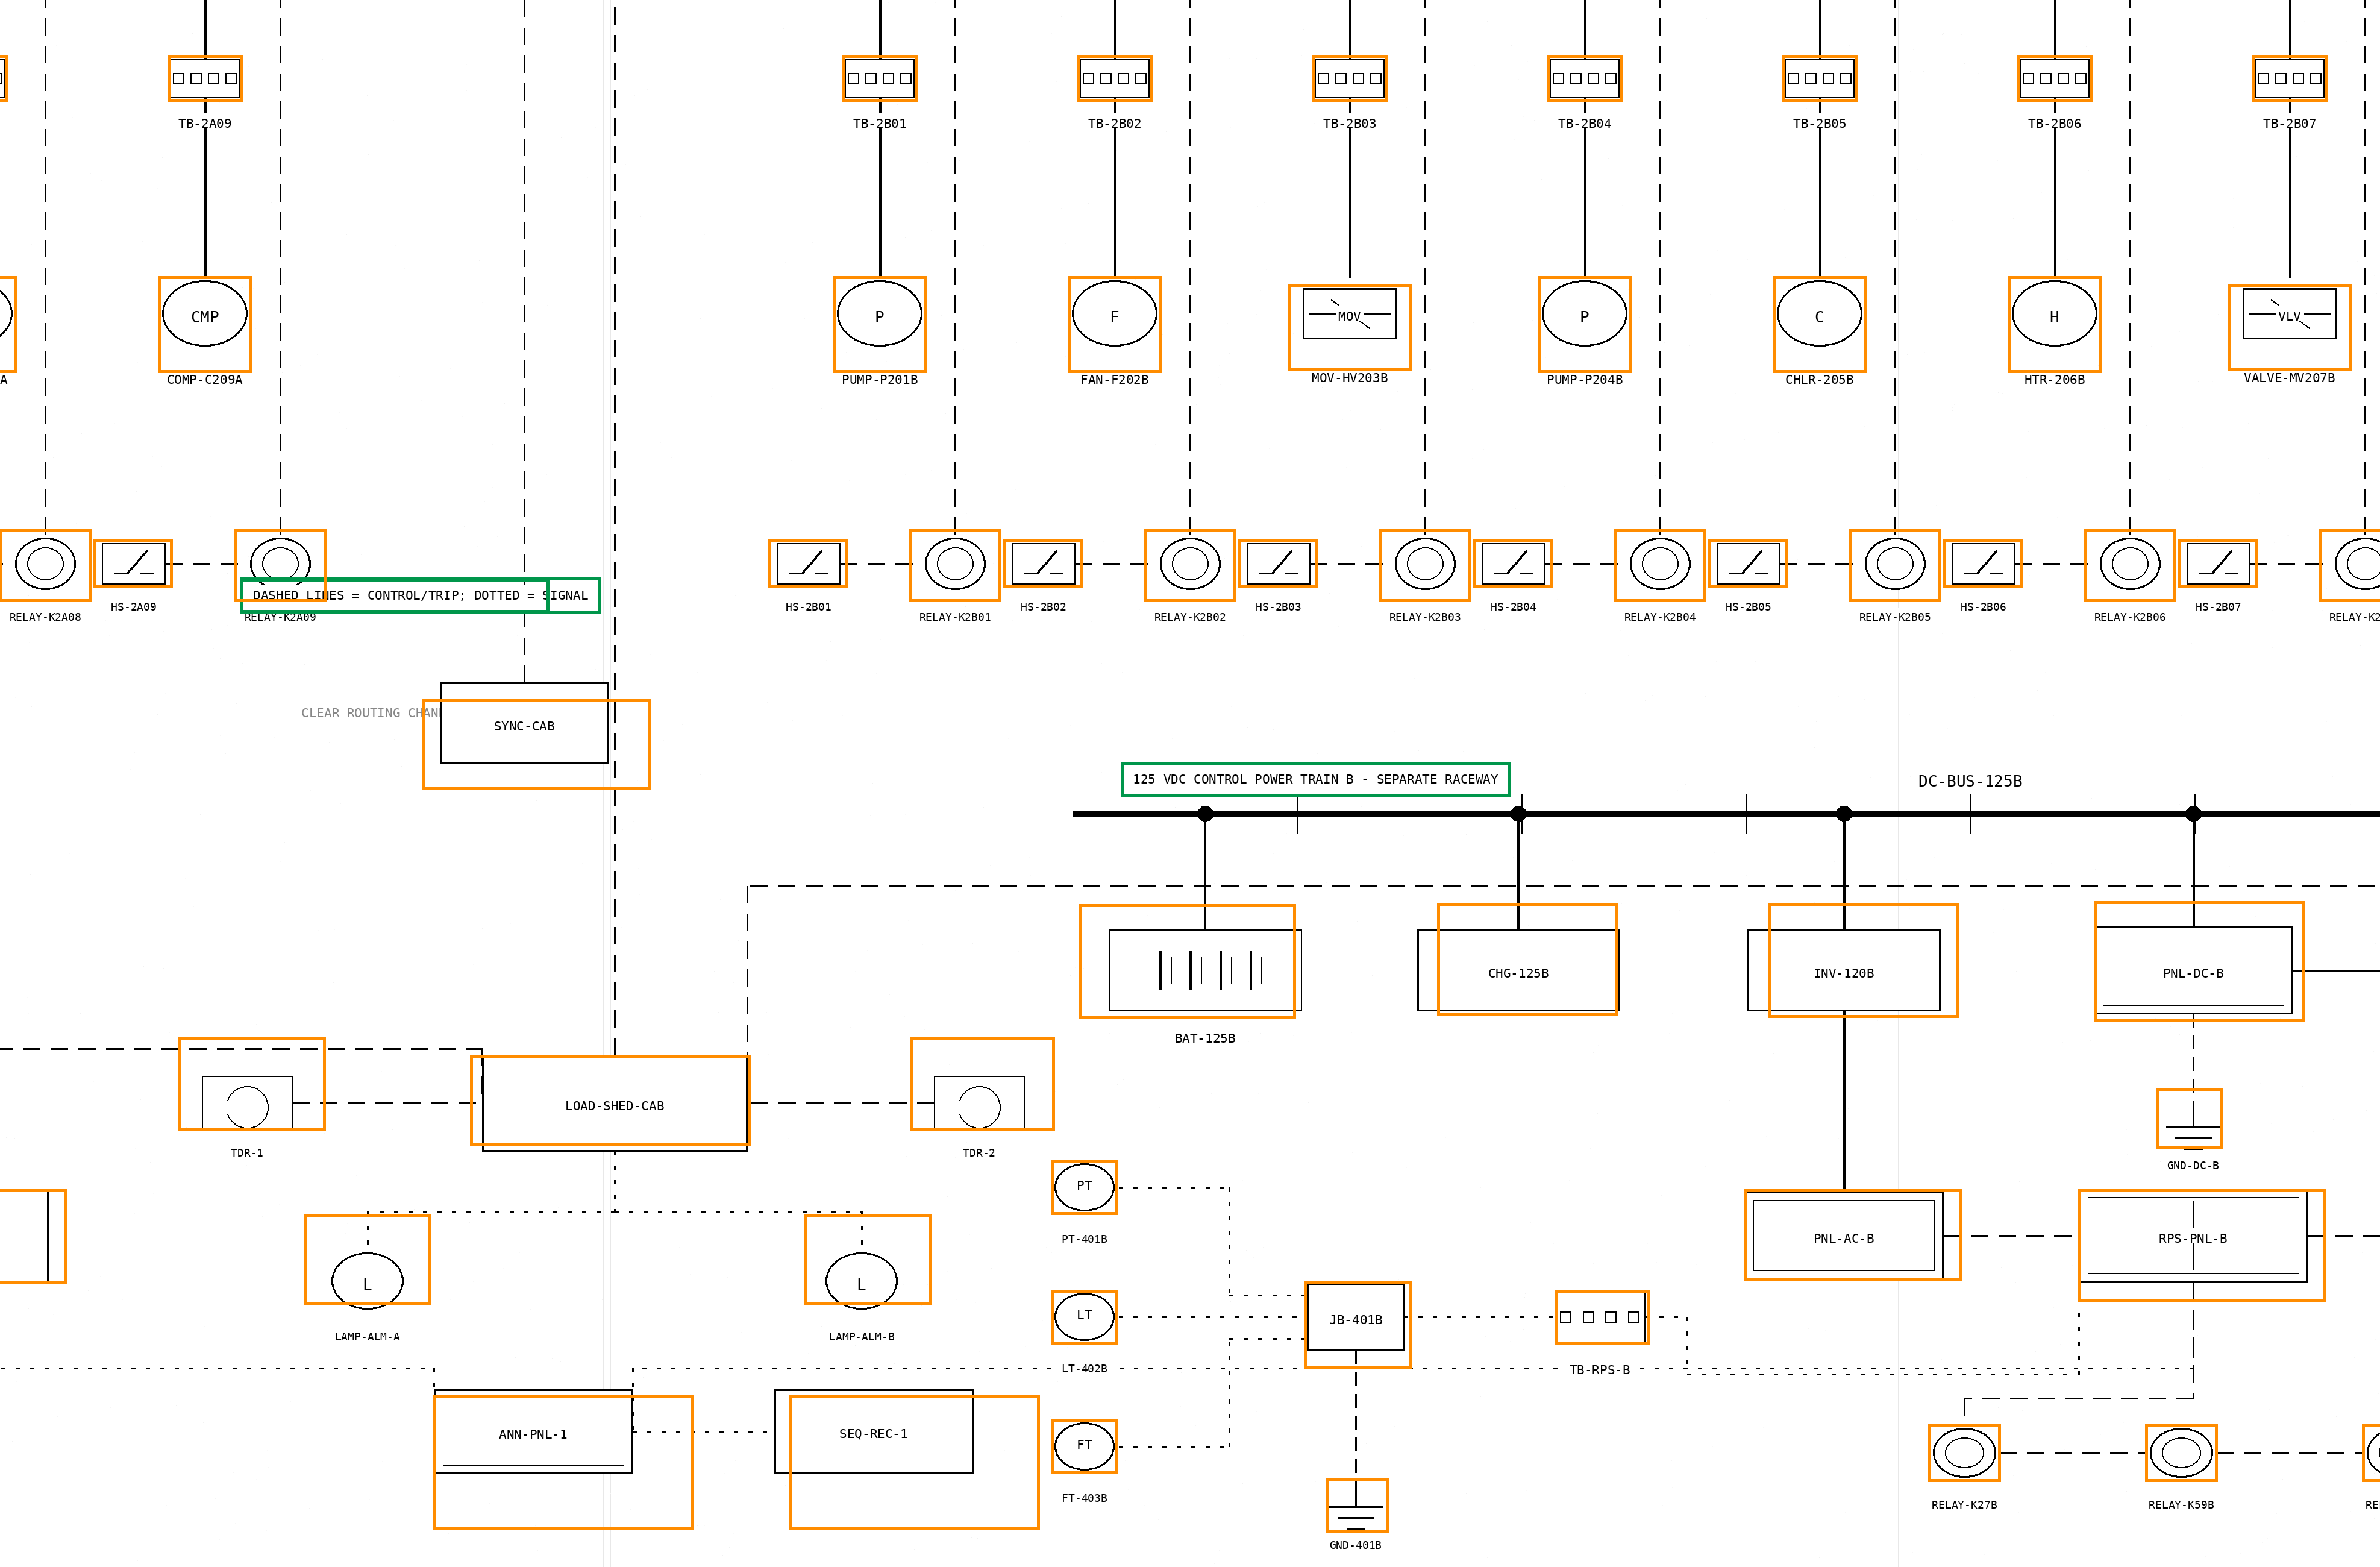 TB-2A09
TB-2B01
TB-2B02
TB-2B03
TB-2B04
TB-2B05
TB-2B06
TB-2B07
CMP
P
F
MOV
P
C
H
VLV
A
COMP-C209A
PUMP-P201B
FAN-F202B
MOV-HV203B
PUMP-P204B
CHLR-205B
HTR-206B
VALVE-MV207B
DASHED LINES = CONTROL/TRIP; DOTTED = SIGNAL
RELAY-K2A08
HS-2A09
RELAY-K2A09
HS-2B01
RELAY-K2B01
HS-2B02
RELAY-K2B02
HS-2B03
RELAY-K2B03
HS-2B04
RELAY-K2B04
HS-2B05
RELAY-K2B05
HS-2B06
RELAY-K2B06
HS-2B07
RELAY-K2
CLEAR ROUTING CHAN
SYNC-CAB
125 VDC CONTROL POWER TRAIN B - SEPARATE RACEWAY
DC-BUS-125B
CHG-125B
INV-120B
PNL-DC-B
BAT-125B
LOAD-SHED-CAB
TDR-1
TDR-2
GND-DC-B
PT
PT-401B
PNL-AC-B
RPS-PNL-B
L
L
LAMP-ALM-A
LAMP-ALM-B
LT
LT-402B
JB-401B
TB-RPS-B
ANN-PNL-1
SEQ-REC-1
FT
FT-403B
RELAY-K27B
RELAY-K59B
RE
GND-401B